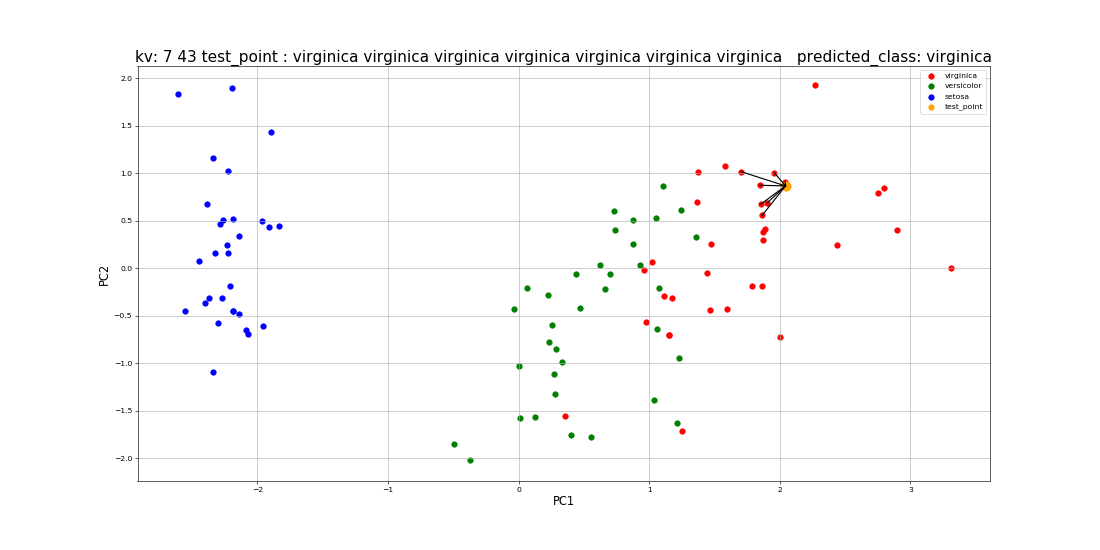 kv: 7 43 test_point : virginica virginica virginica virginica virginica virginica virginica   predicted_class: virginica
virginica
versicolor
setosa
test_point
2.0
1.5
1.0
0.5
0.0
−0.5
−1.0
−1.5
−2.0
PC2
−2 −1 0 1 2 3
PC1